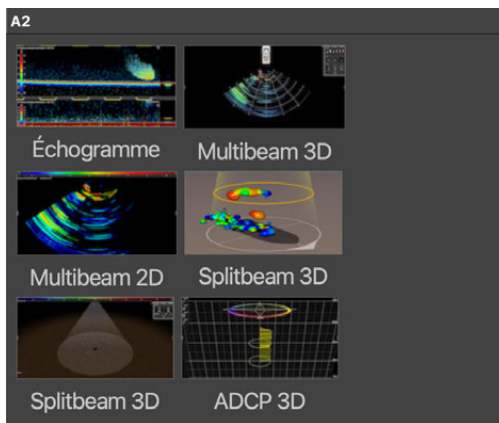 A2
Échogramme
Multibeam 3D
Multibeam 2D
Splitbeam 3D
Splitbeam 3D
ADCP 3D